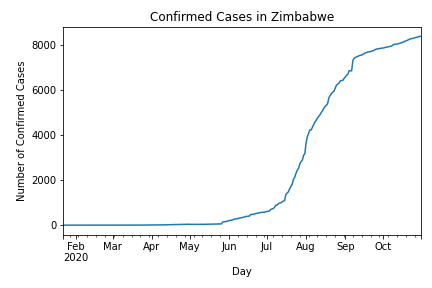 Confirmed Cases in Zimbabwe
Number of Confirmed Cases
8000
6000
4000
2000
0
Feb Mar Apr May Jun Jul Aug Sep Oct
2020
Day